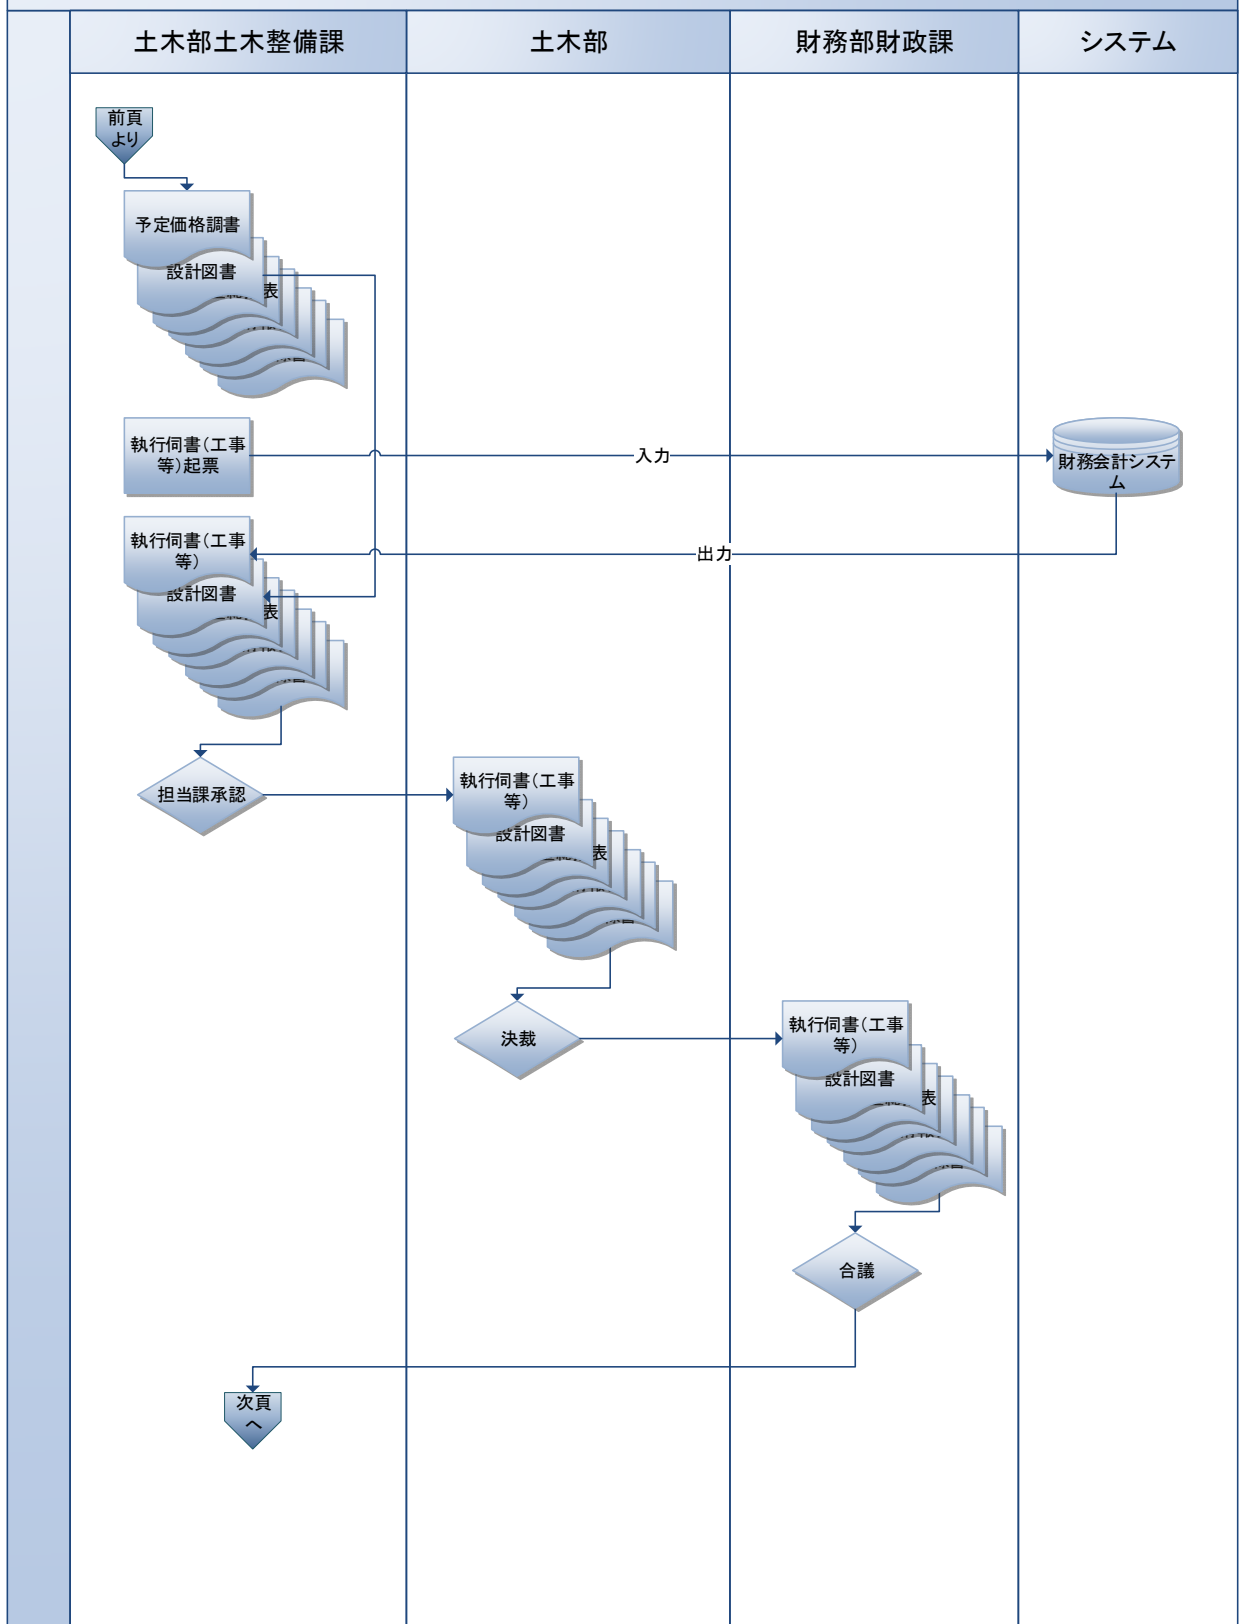 土木部土木整備課
土木部
財務部財政課
システム
前頁
より
予定価格調書
設計図書
表
執行伺書（工事
等）起票
入力
財務会計システ
ム
執行伺書（工事
等）
出力
設計図書
表
担当課承認
執行伺書（工事
等）
設計図書
表
決裁
執行伺書（工事
等）
設計図書
表
合議
次頁
へ